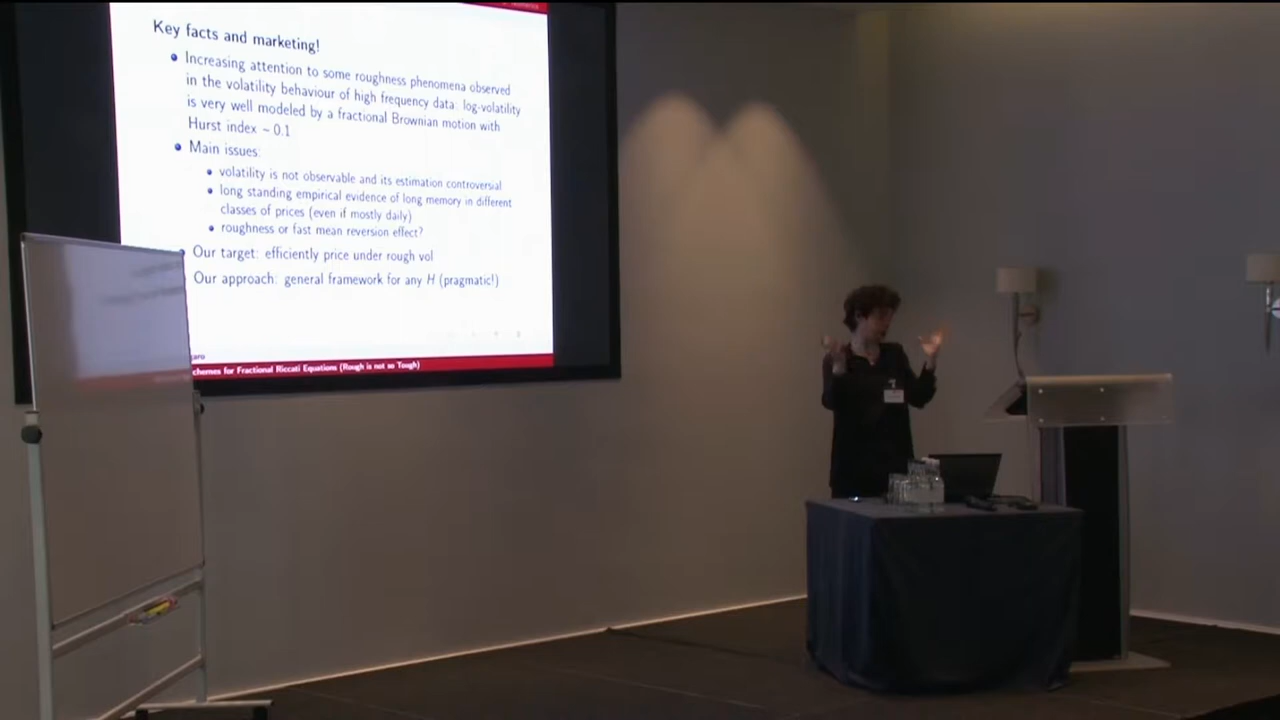 Key facts and marketing!
Increasing attention to some roughness phenomena observed
in the volatility behaviour of high frequency data: log-volatility
is very well modeled by a fractional Brownian motion with
Hurst index ~ 0.1
Main issues:
volatility is not observable and its estimation controversial
long standing empirical evidence of long memory in different
classes of prices (even if mostly daily)
roughness or fast mean reversion effect?
Our target: efficiently price under rough vol
Our approach: general framework for any H (pragmatic!)
aro
chemes for Fractional Riccati Equations (Rough is not so Tough)